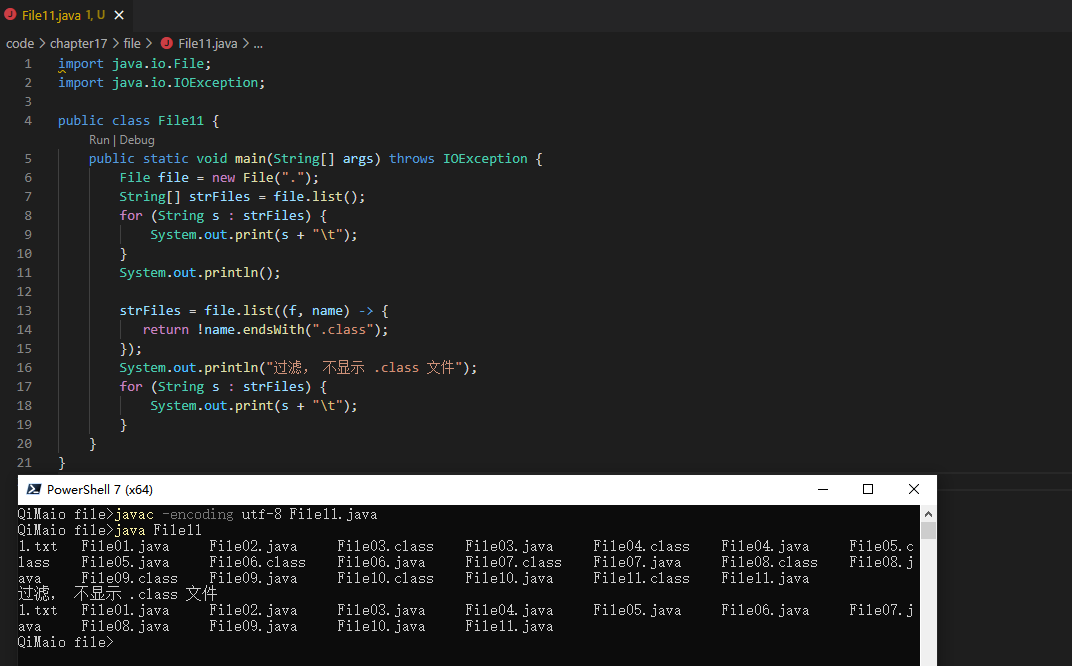 File11.java 1, U
code > chapter17 > file > File11.java > ...
1 import java.io.File;
2 import java.io.IOException;
3
4 public class File11 {
Run | Debug
5 public static void main(String[] args) throws IOException {
6 File file = new File(".");
7 String[] strFiles = file.list();
8 for (String s : strFiles) {
9 System.out.print(s + "\t");
10 }
11 System.out.println();
12
13 strFiles = file.list((f, name) -> {
14 return !name.endsWith(".class");
15 });
16 System.out.println("过滤， 不显示 .class 文件");
17 for (String s : strFiles) {
18 System.out.print(s + "\t");
19 }
20 }
21 }
PowerShell 7 (x64)
QiMaio file>javac -encoding utf-8 File11.java
QiMaio file>java File11
1.txt File01.java File02.java File03.class File03.java File04.class File04.java File05.c
lass File05.java File06.class File06.java File07.class File07.java File08.class File08.j
ava File09.class File09.java File10.class File10.java File11.class File11.java
过滤， 不显示 .class 文件
1.txt File01.java File02.java File03.java File04.java File05.java File06.java File07.j
ava File08.java File09.java File10.java File11.java
QiMaio file>